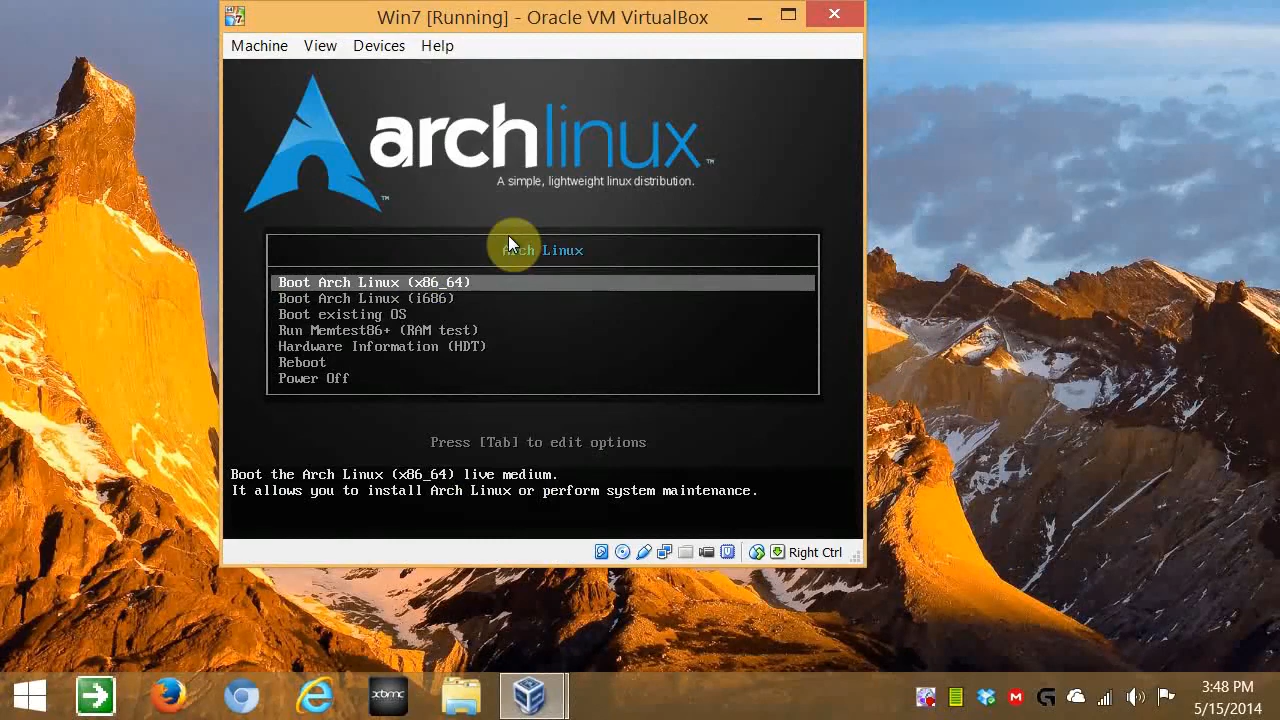 Win7 [Running] - Oracle VM VirtualBox
Machine View Devices Help
archlinux™
A simple, lightweight linux distribution.
™
Arch Linux
Boot Arch Linux (x86_64)
Boot Arch Linux (i686)
Boot existing OS
Run Memtest86+ (RAM test)
Hardware Information (HDT)
Reboot
Power Off
Press [Tab] to edit options
Boot the Arch Linux (x86_64) live medium.
It allows you to install Arch Linux or perform system maintenance.
Right Ctrl
xbmc
3:48 PM
5/15/2014